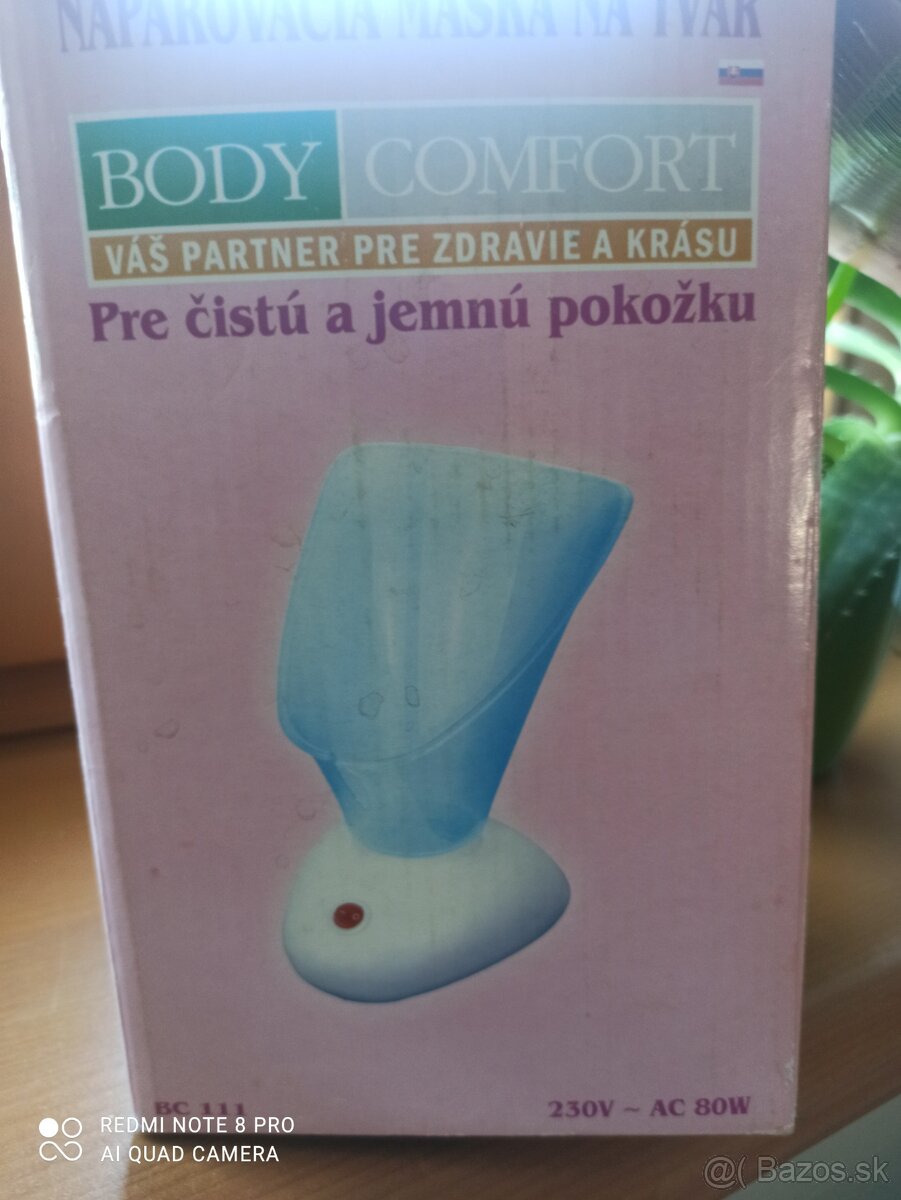 NAPAROVACIA MASKA NA TVÁR
BODY COMFORT
VÁŠ PARTNER PRE ZDRAVIE A KRÁSU
Pre čistú a jemnú pokožku
BC 111
230V ~ AC 80W
REDMI NOTE 8 PRO
AI QUAD CAMERA
@( Bazos.sk